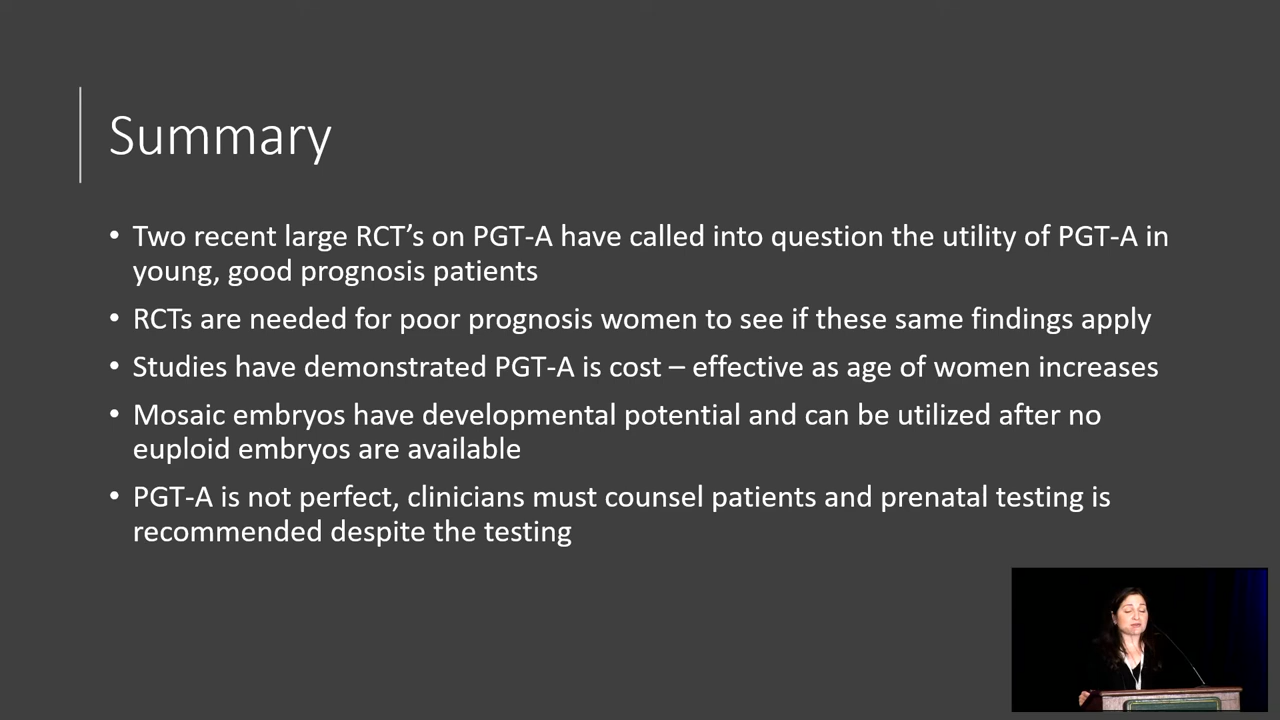 Summary
• Two recent large RCT’s on PGT-A have called into question the utility of PGT-A in
young, good prognosis patients
• RCTs are needed for poor prognosis women to see if these same findings apply
• Studies have demonstrated PGT-A is cost – effective as age of women increases
• Mosaic embryos have developmental potential and can be utilized after no
euploid embryos are available
• PGT-A is not perfect, clinicians must counsel patients and prenatal testing is
recommended despite the testing